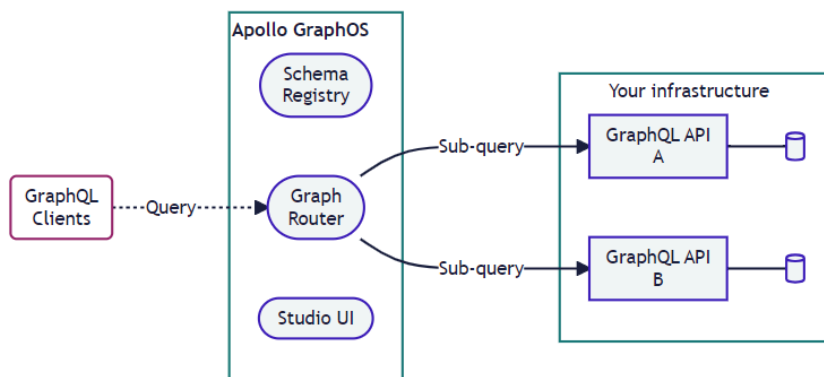 Apollo GraphOS
Schema
Registry
Your infrastructure
GraphQL API
A
Sub-query
GraphQL
Clients
Query
Graph
Router
Sub-query
GraphQL API
B
Studio UI